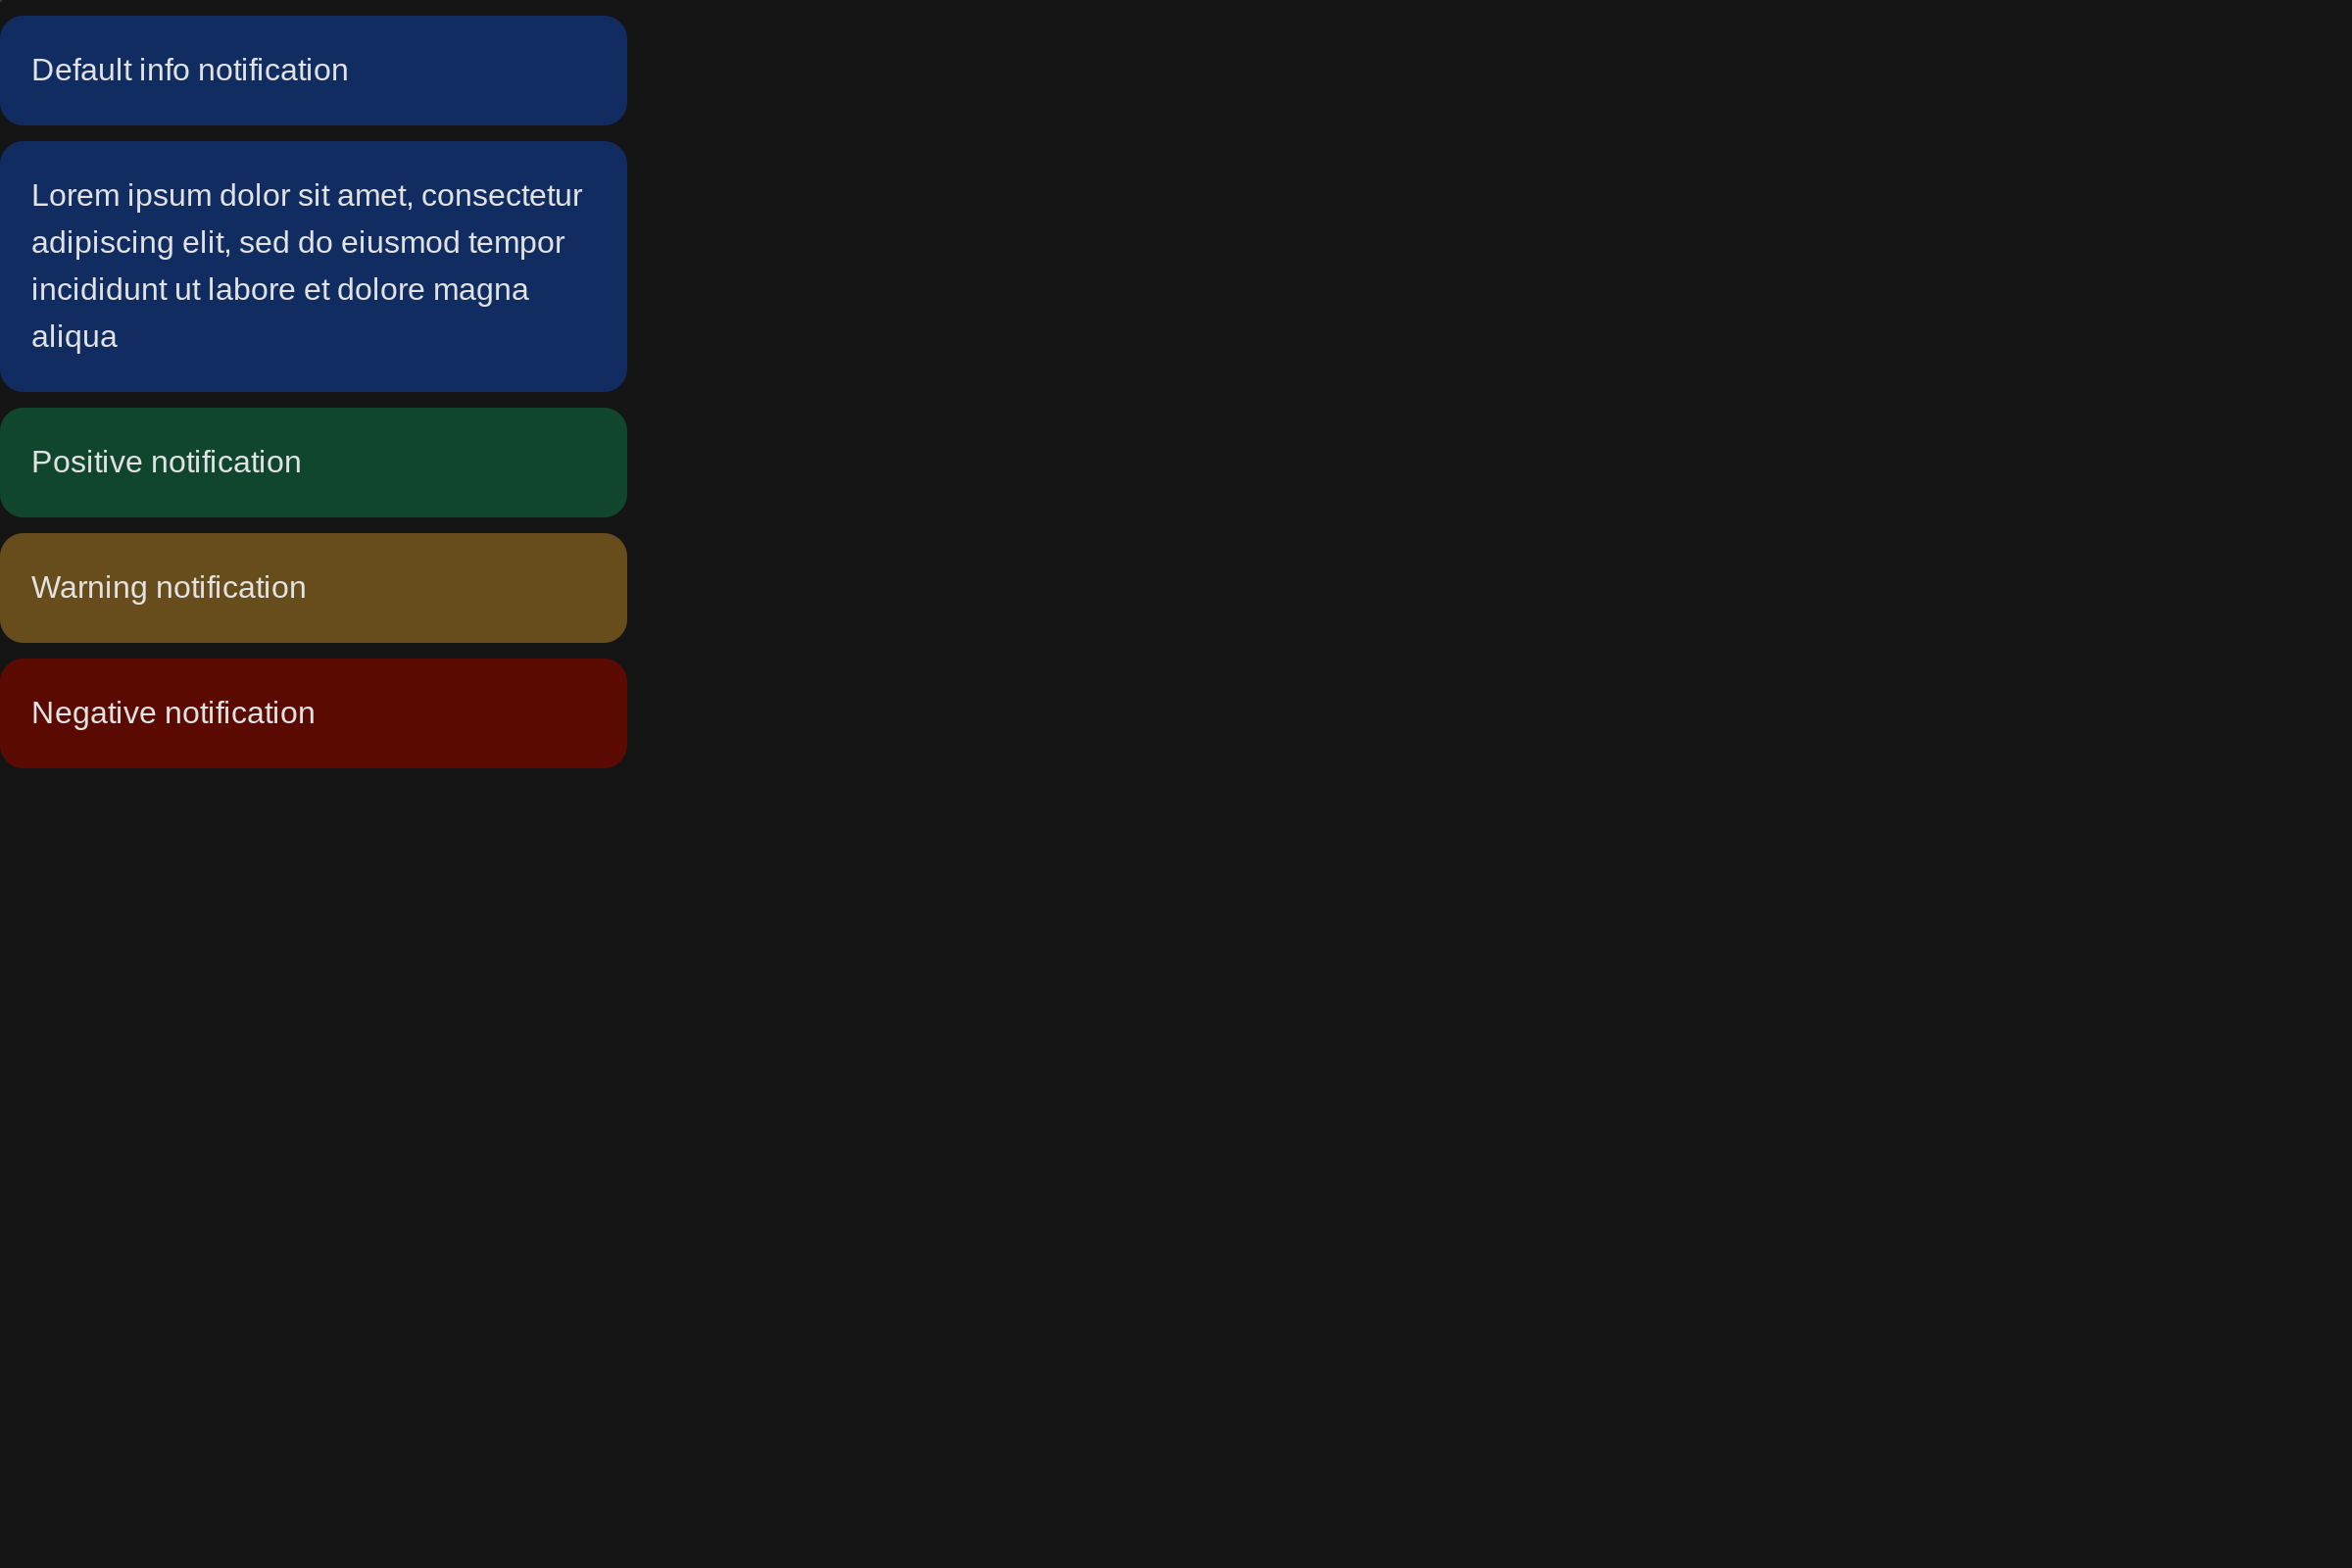 Default info notification
Lorem ipsum dolor sit amet, consectetur
adipiscing elit, sed do eiusmod tempor
incididunt ut labore et dolore magna
aliqua
Positive notification
Warning notification
Negative notification